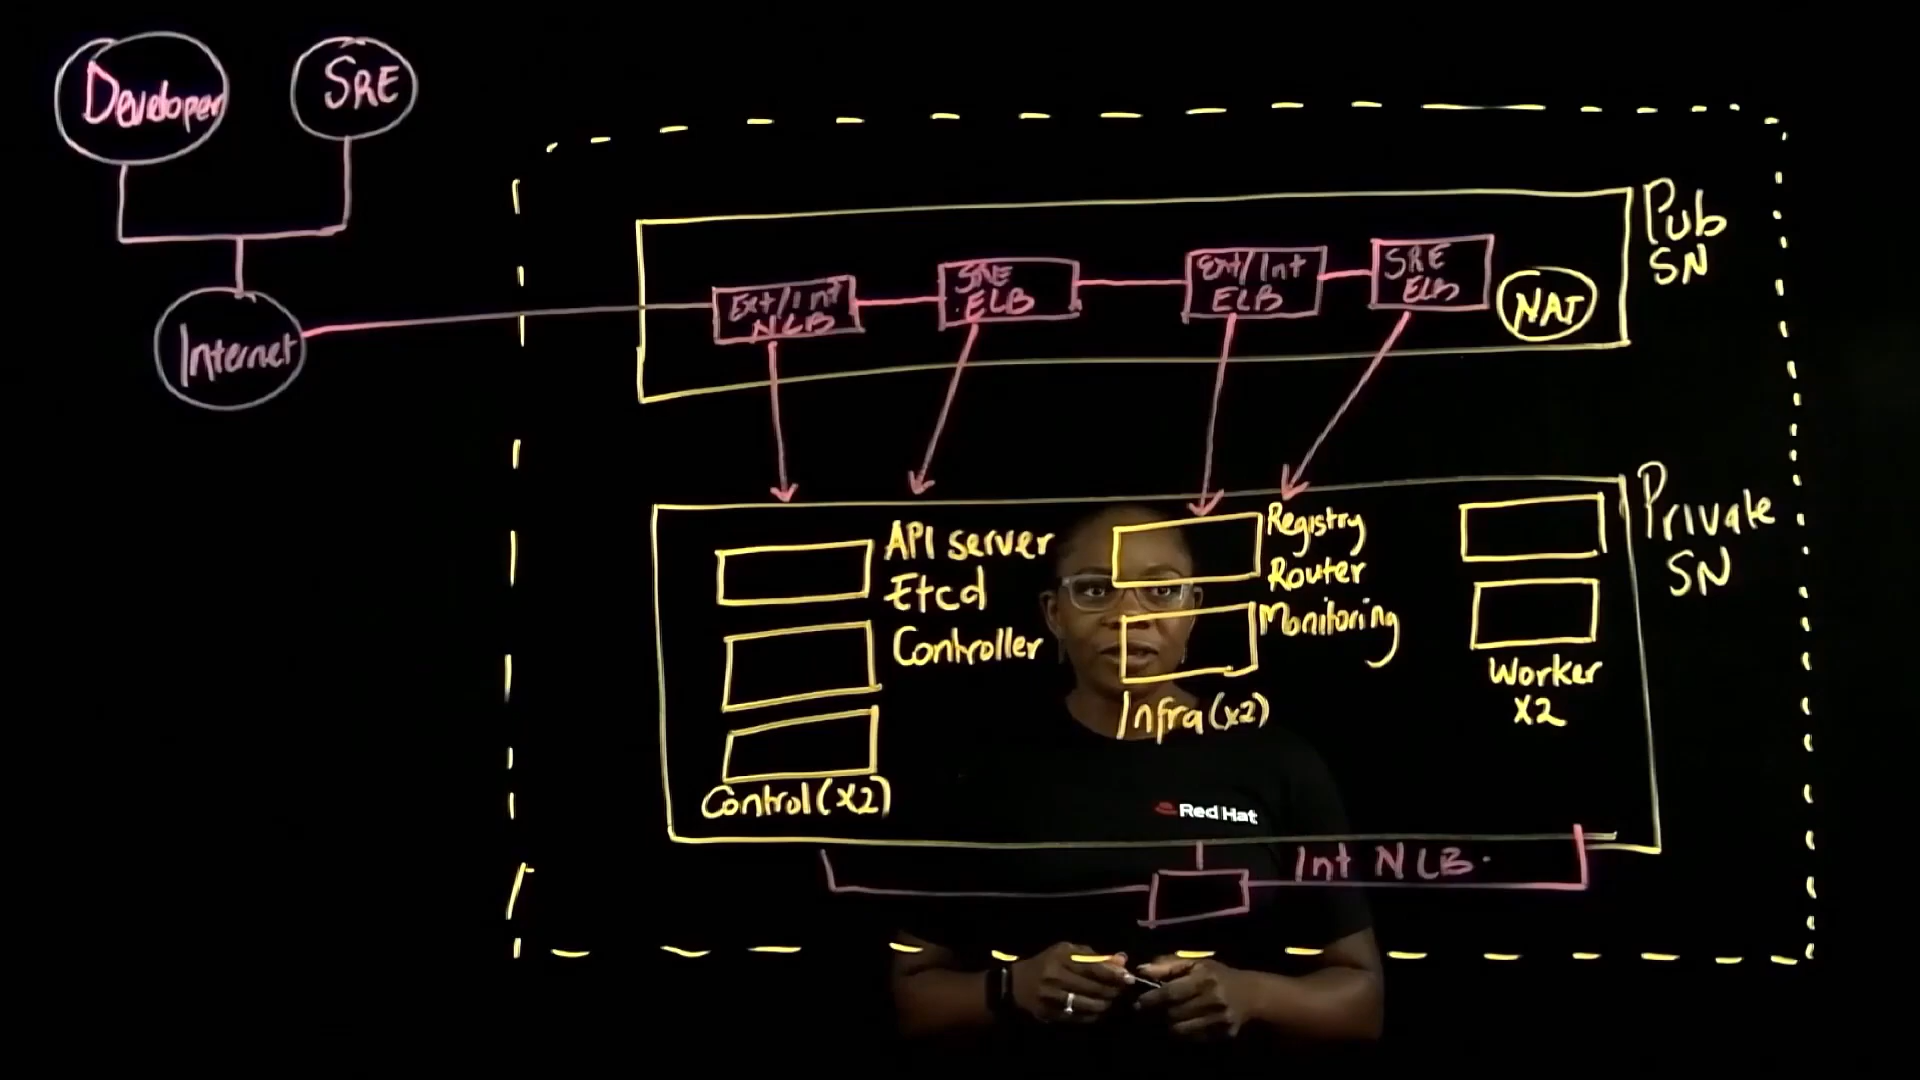 Developer
SRE
Internet
Pub
SN
Ext/Int
NLB
SRE
ELB
Ext/Int
ELB
SRE
ELB
NAT
Private
SN
API server
Etcd
Controller
Control(x2)
Registry
Router
Monitoring
Infra(x2)
Worker
x2
Red Hat
Int NLB